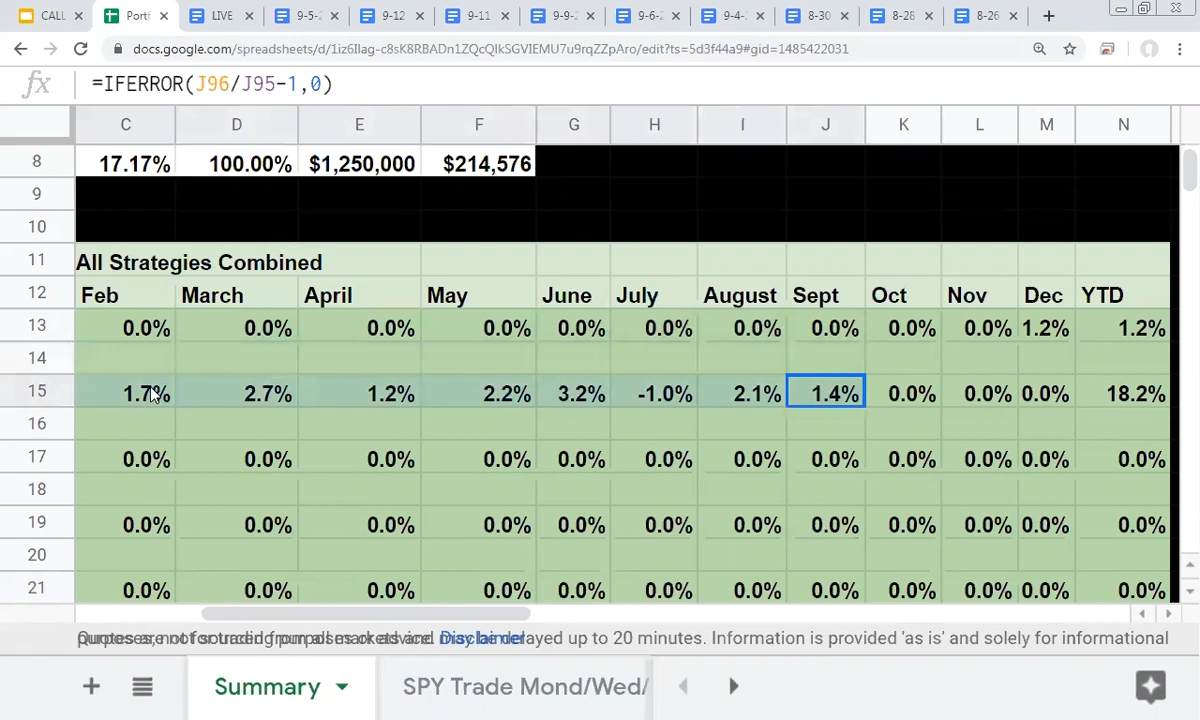 CALL Portf LIVE 9-5-2 9-12 9-11 9-9-2 9-6-2 9-4-2 8-30 8-28 8-26
docs.google.com/spreadsheets/d/1iz6Ilag-c8sK8RBADn1ZQcQlkSGVIEMU7u9rqZZpAro/edit?ts=5d3f44a9#gid=1485422031
fx =IFERROR(J96/J95-1,0)
C D E F G H I J K L M N
8 17.17% 100.00% $1,250,000 $214,576
9
10
11 All Strategies Combined
12 Feb March April May June July August Sept Oct Nov Dec YTD
13 0.0% 0.0% 0.0% 0.0% 0.0% 0.0% 0.0% 0.0% 0.0% 0.0% 1.2% 1.2%
14
15 1.7% 2.7% 1.2% 2.2% 3.2% -1.0% 2.1% 1.4% 0.0% 0.0% 0.0% 18.2%
16
17 0.0% 0.0% 0.0% 0.0% 0.0% 0.0% 0.0% 0.0% 0.0% 0.0% 0.0% 0.0%
18
19 0.0% 0.0% 0.0% 0.0% 0.0% 0.0% 0.0% 0.0% 0.0% 0.0% 0.0% 0.0%
20
21 0.0% 0.0% 0.0% 0.0% 0.0% 0.0% 0.0% 0.0% 0.0% 0.0% 0.0% 0.0%
delayed up to 20 minutes. Information is provided 'as is' and solely for informational
Summary SPY Trade Mond/Wed/